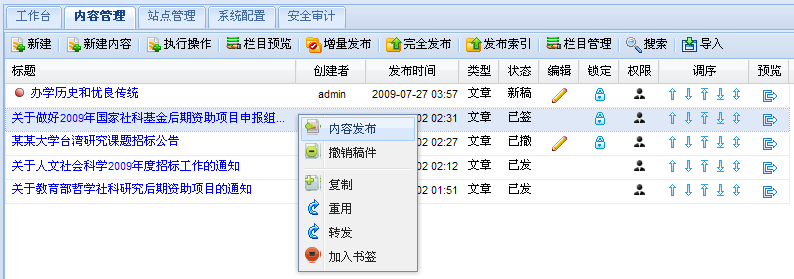 工作台 内容管理 站点管理 系统配置 安全审计
新建 新建内容 执行操作 栏目预览 增量发布 完全发布 发布索引 栏目管理 搜索 导入
标题 创建者 发布时间 类型 状态 编辑 锁定 权限 调序 预览
办学历史和优良传统 admin 2009-07-27 03:57 文章 新稿
关于做好2009年国家社科基金后期资助项目申报组... 02 02:31 文章 已签
某某大学台湾研究课题招标公告 02 02:27 文章 已撤
关于人文社会科学2009年度招标工作的通知 02 02:12 文章 已发
关于教育部哲学社科研究后期资助项目的通知 02 01:51 文章 已发
内容发布
撤销稿件
复制
重用
转发
加入书签